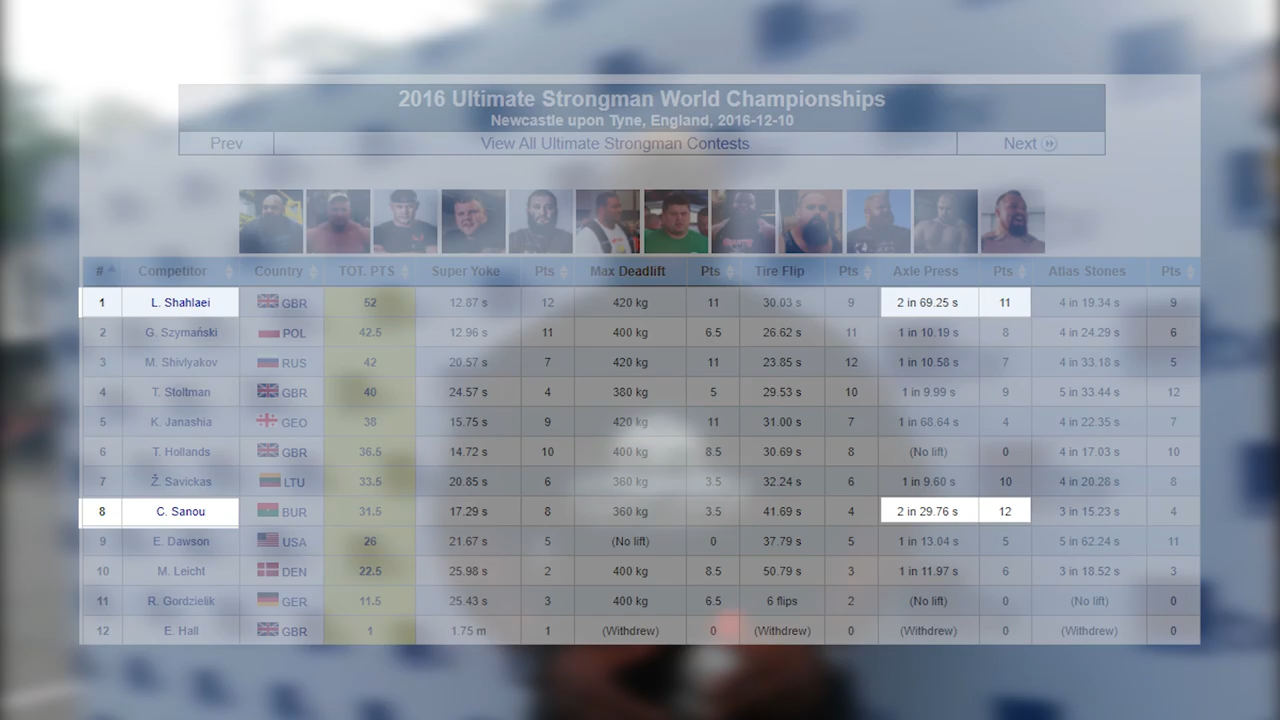 2016 Ultimate Strongman World Championships
Newcastle upon Tyne, England, 2016-12-10
Prev View All Ultimate Strongman Contests Next
# Competitor Country TOT. PTS Super Yoke Pts Max Deadlift Pts Tire Flip Pts Axle Press Pts Atlas Stones Pts
1 L. Shahlaei GBR 52 12.87 s 12 420 kg 11 30.03 s 9 2 in 69.25 s 11 4 in 19.34 s 9
2 G. Szymański POL 42.5 12.96 s 11 400 kg 6.5 26.62 s 11 1 in 10.19 s 8 4 in 24.29 s 6
3 M. Shivlyakov RUS 42 20.57 s 7 420 kg 11 23.85 s 12 1 in 10.58 s 7 4 in 33.18 s 5
4 T. Stoltman GBR 40 24.57 s 4 380 kg 5 29.53 s 10 1 in 9.99 s 9 5 in 33.44 s 12
5 K. Janashia GEO 38 15.75 s 9 420 kg 11 31.00 s 7 1 in 68.64 s 4 4 in 22.35 s 7
6 T. Hollands GBR 36.5 14.72 s 10 400 kg 8.5 30.69 s 8 (No lift) 0 4 in 17.03 s 10
7 Ž. Savickas LTU 33.5 20.85 s 6 360 kg 3.5 32.24 s 6 1 in 9.60 s 10 4 in 20.28 s 8
8 C. Sanou BUR 31.5 17.29 s 8 360 kg 3.5 41.69 s 4 2 in 29.76 s 12 3 in 15.23 s 4
9 E. Dawson USA 26 21.67 s 5 (No lift) 0 37.79 s 5 1 in 13.04 s 5 5 in 62.24 s 11
10 M. Leicht DEN 22.5 25.98 s 2 400 kg 8.5 50.79 s 3 1 in 11.97 s 6 3 in 18.52 s 3
11 R. Gordzielik GER 11.5 25.43 s 3 400 kg 6.5 6 flips 2 (No lift) 0 (No lift) 0
12 E. Hall GBR 1 1.75 m 1 (Withdrew) 0 (Withdrew) 0 (Withdrew) 0 (Withdrew) 0